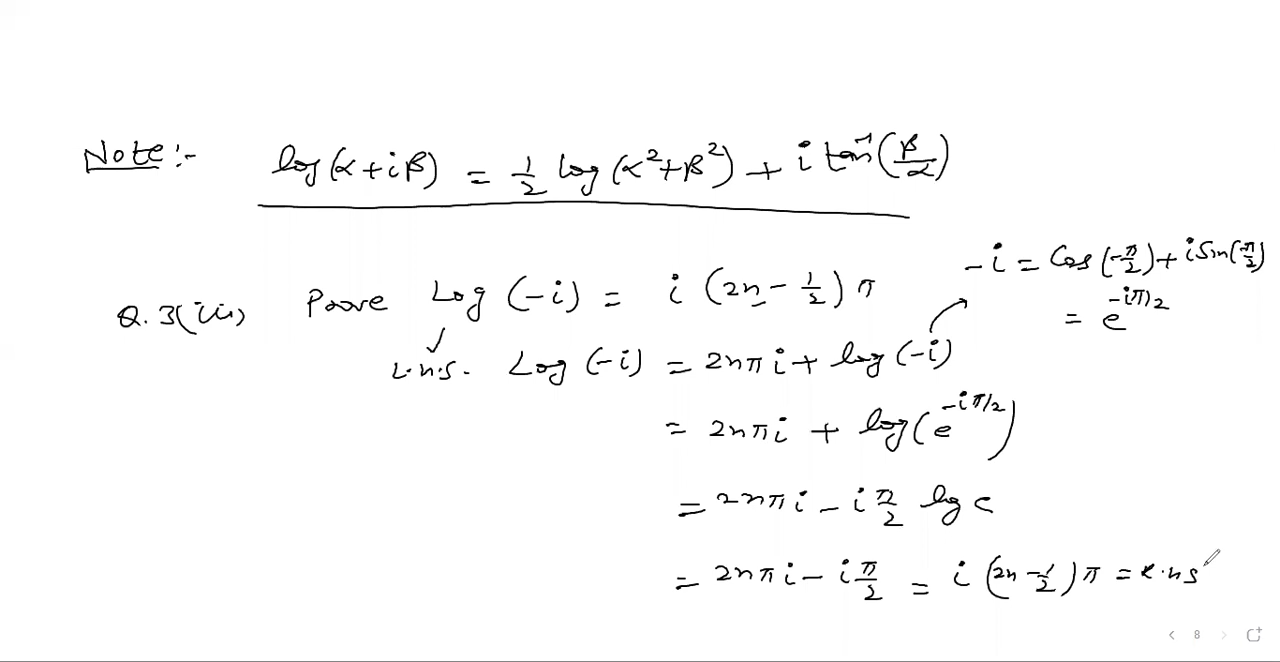 Note:- log(α+iβ) = 1/2 log(α²+β²) + i tan⁻¹(β/α)
-i = Cos(-π/2) + i Sin(-π/2)
= e^(-iπ/2)
Q.3(iii) Prove Log(-i) = i(2n - 1/2)π
L.H.S. Log(-i) = 2nπi + log(-i)
= 2nπi + log(e^(-iπ/2))
= 2nπi - iπ/2 log e
= 2nπi - iπ/2 = i(2n - 1/2)π = R.H.S
8